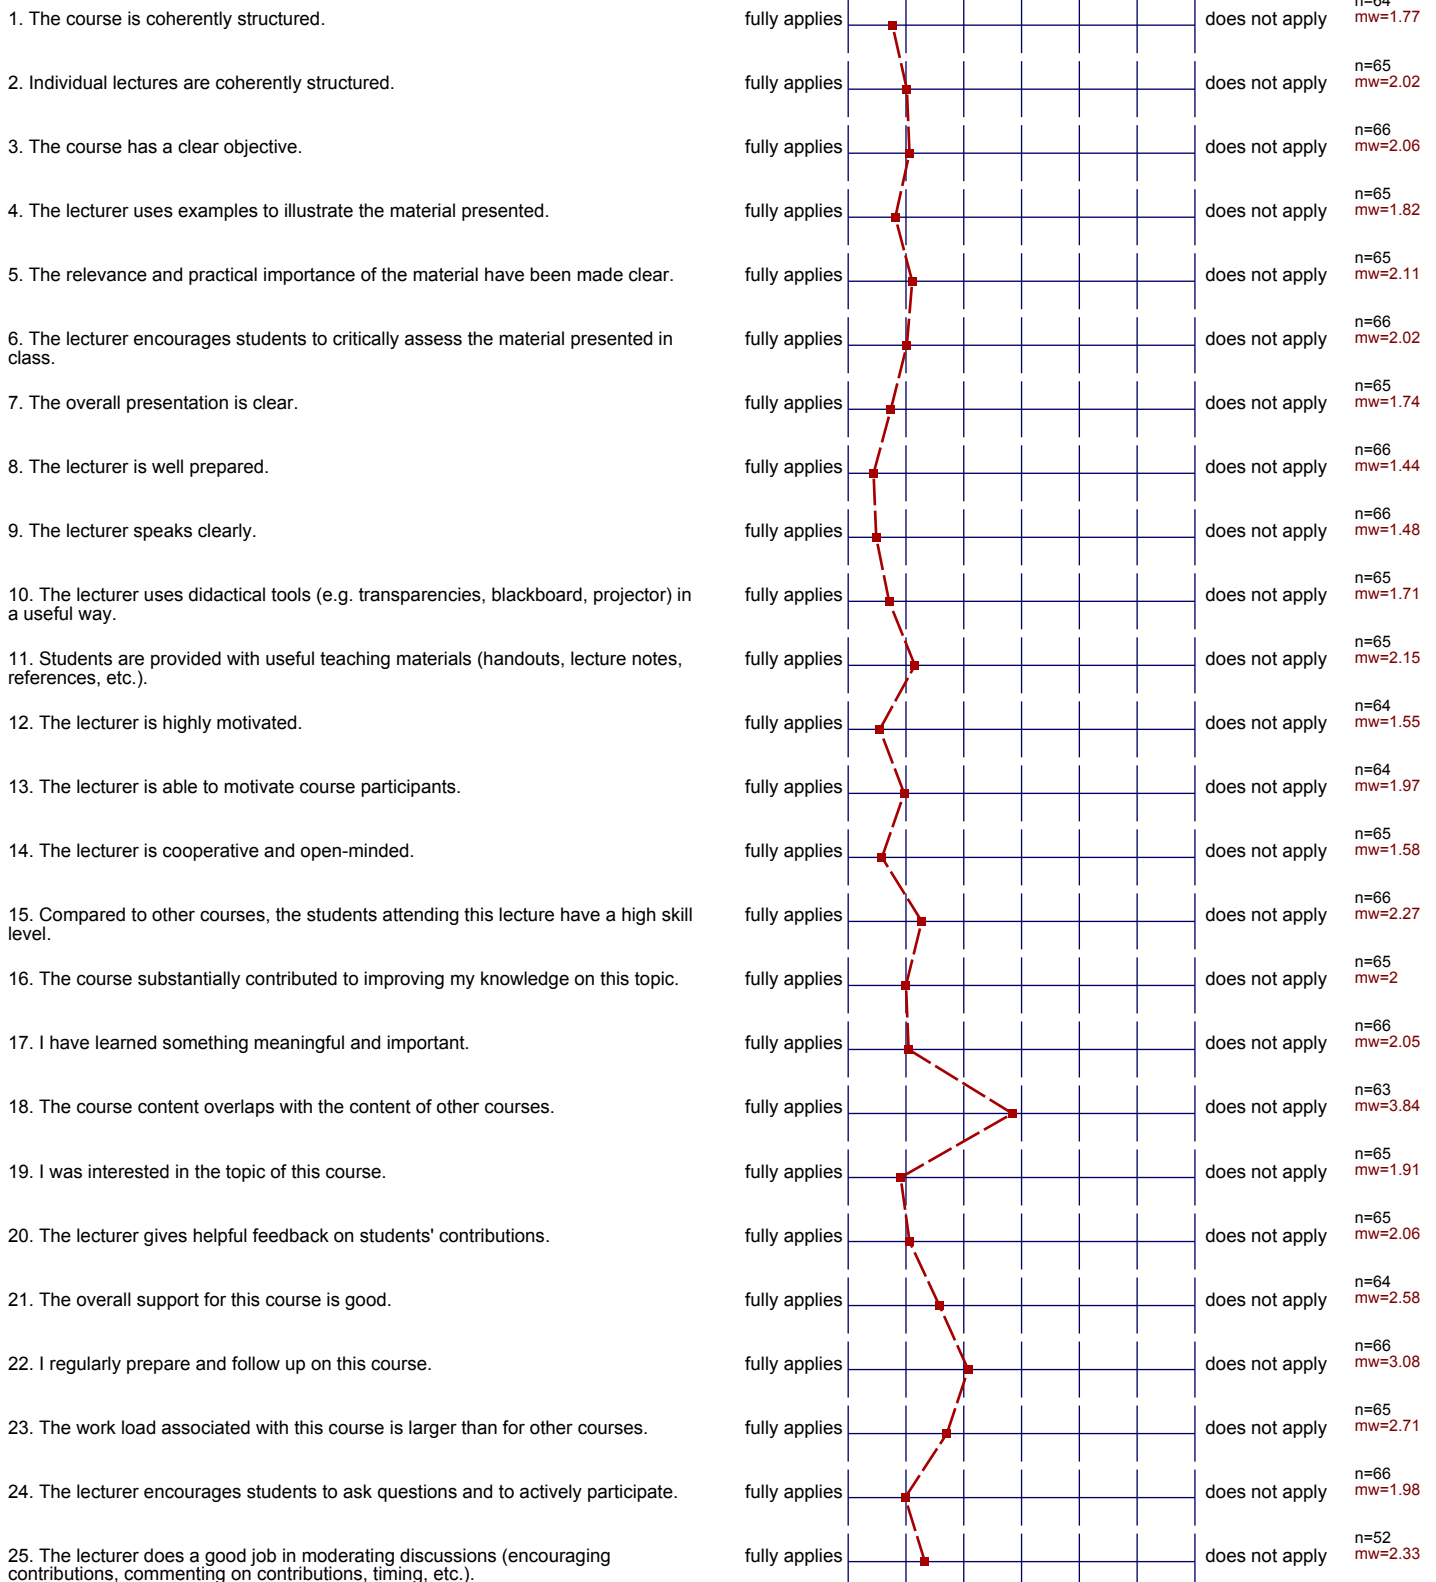 n=64
1. The course is coherently structured. fully applies does not apply mw=1.77
n=65
2. Individual lectures are coherently structured. fully applies does not apply mw=2.02
n=66
3. The course has a clear objective. fully applies does not apply mw=2.06
n=65
4. The lecturer uses examples to illustrate the material presented. fully applies does not apply mw=1.82
n=65
5. The relevance and practical importance of the material have been made clear. fully applies does not apply mw=2.11
n=66
6. The lecturer encourages students to critically assess the material presented in fully applies does not apply mw=2.02
class.
n=65
7. The overall presentation is clear. fully applies does not apply mw=1.74
n=66
8. The lecturer is well prepared. fully applies does not apply mw=1.44
n=66
9. The lecturer speaks clearly. fully applies does not apply mw=1.48
n=65
10. The lecturer uses didactical tools (e.g. transparencies, blackboard, projector) in fully applies does not apply mw=1.71
a useful way.
n=65
11. Students are provided with useful teaching materials (handouts, lecture notes, fully applies does not apply mw=2.15
references, etc.).
n=64
12. The lecturer is highly motivated. fully applies does not apply mw=1.55
n=64
13. The lecturer is able to motivate course participants. fully applies does not apply mw=1.97
n=65
14. The lecturer is cooperative and open-minded. fully applies does not apply mw=1.58
n=66
15. Compared to other courses, the students attending this lecture have a high skill fully applies does not apply mw=2.27
level.
n=65
16. The course substantially contributed to improving my knowledge on this topic. fully applies does not apply mw=2
n=66
17. I have learned something meaningful and important. fully applies does not apply mw=2.05
n=63
18. The course content overlaps with the content of other courses. fully applies does not apply mw=3.84
n=65
19. I was interested in the topic of this course. fully applies does not apply mw=1.91
n=65
20. The lecturer gives helpful feedback on students' contributions. fully applies does not apply mw=2.06
n=64
21. The overall support for this course is good. fully applies does not apply mw=2.58
n=66
22. I regularly prepare and follow up on this course. fully applies does not apply mw=3.08
n=65
23. The work load associated with this course is larger than for other courses. fully applies does not apply mw=2.71
n=66
24. The lecturer encourages students to ask questions and to actively participate. fully applies does not apply mw=1.98
n=52
25. The lecturer does a good job in moderating discussions (encouraging fully applies does not apply mw=2.33
contributions, commenting on contributions, timing, etc.).